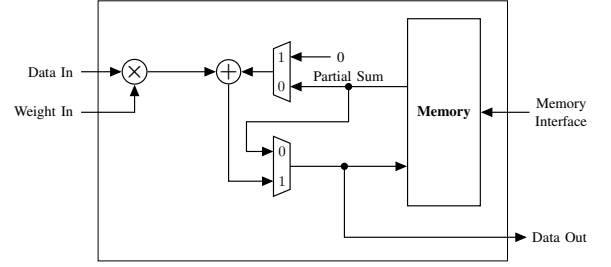 1 0
Data In
0 Partial Sum
Weight In
Memory
Memory
Interface
0
1
Data Out